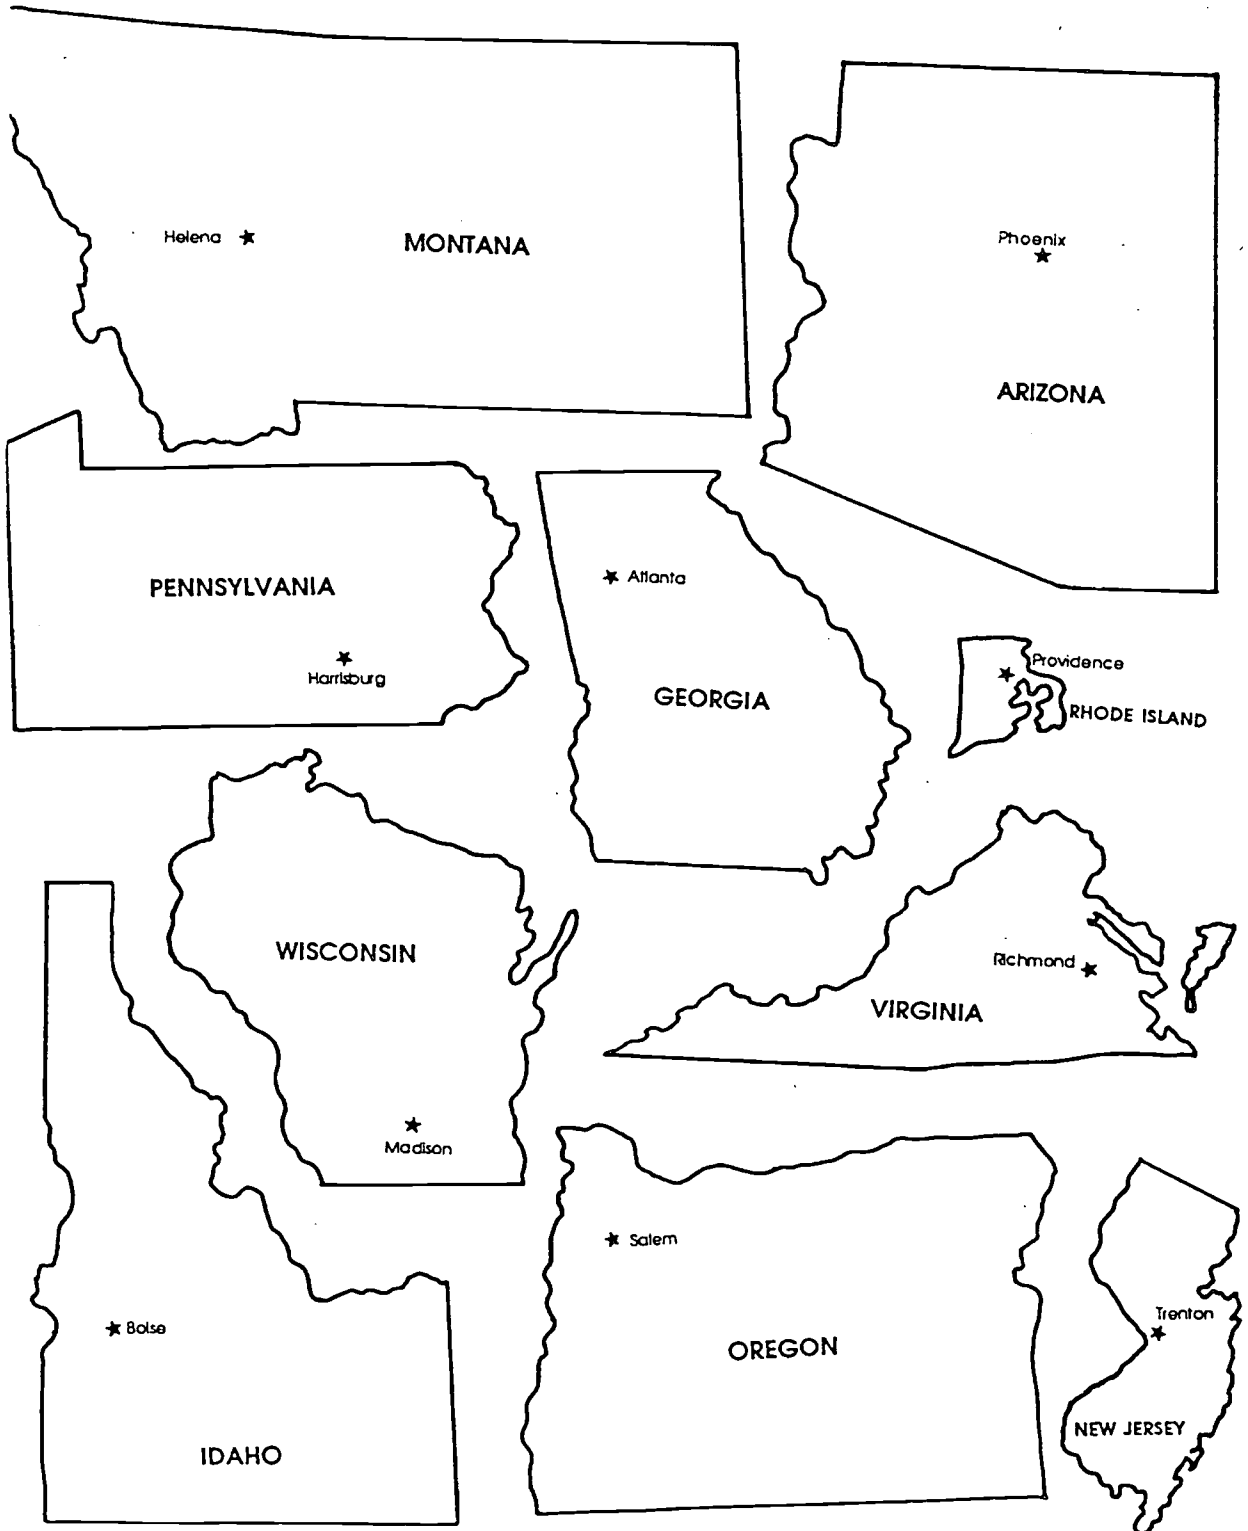 Helena
MONTANA
Phoenix
ARIZONA
PENNSYLVANIA
Harrisburg
Atlanta
GEORGIA
Providence
RHODE ISLAND
WISCONSIN
Madison
Richmond
VIRGINIA
Boise
IDAHO
Salem
OREGON
Trenton
NEW JERSEY